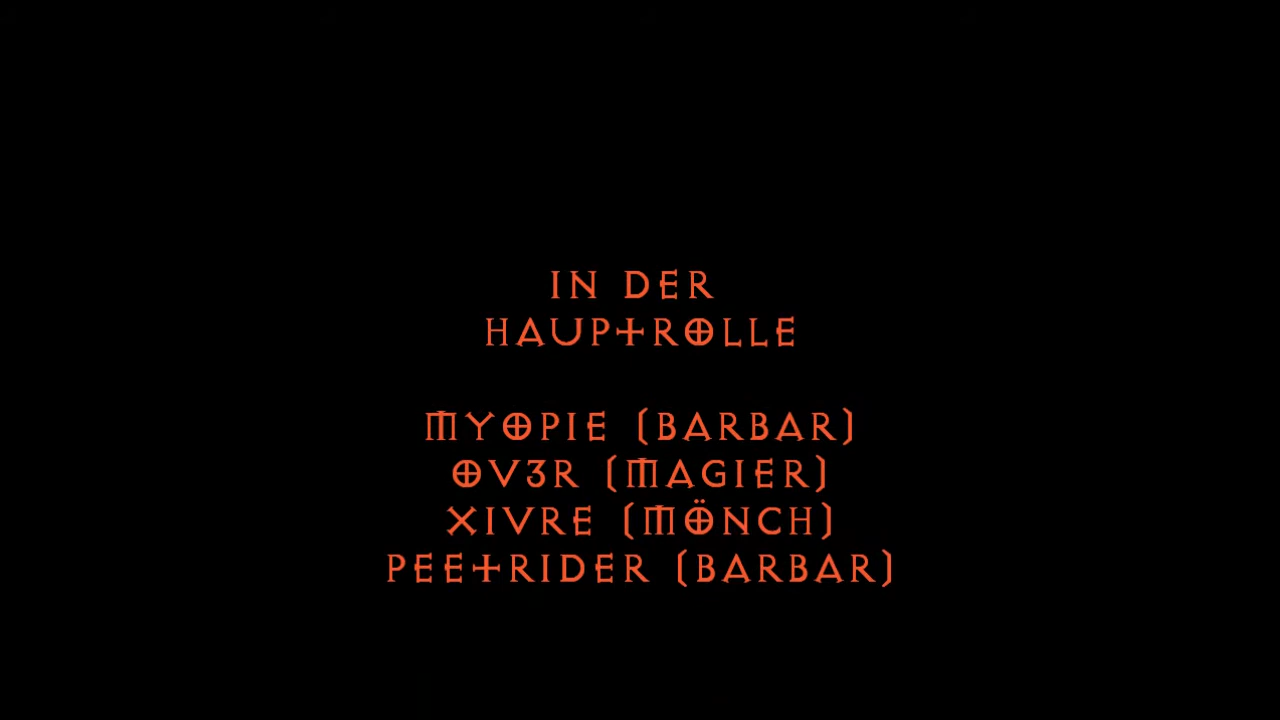 IN DER
HAUPTROLLE
MYOPIE (BARBAR)
OV3R (MAGIER)
XIVRE (MÖNCH)
PEETRIDER (BARBAR)